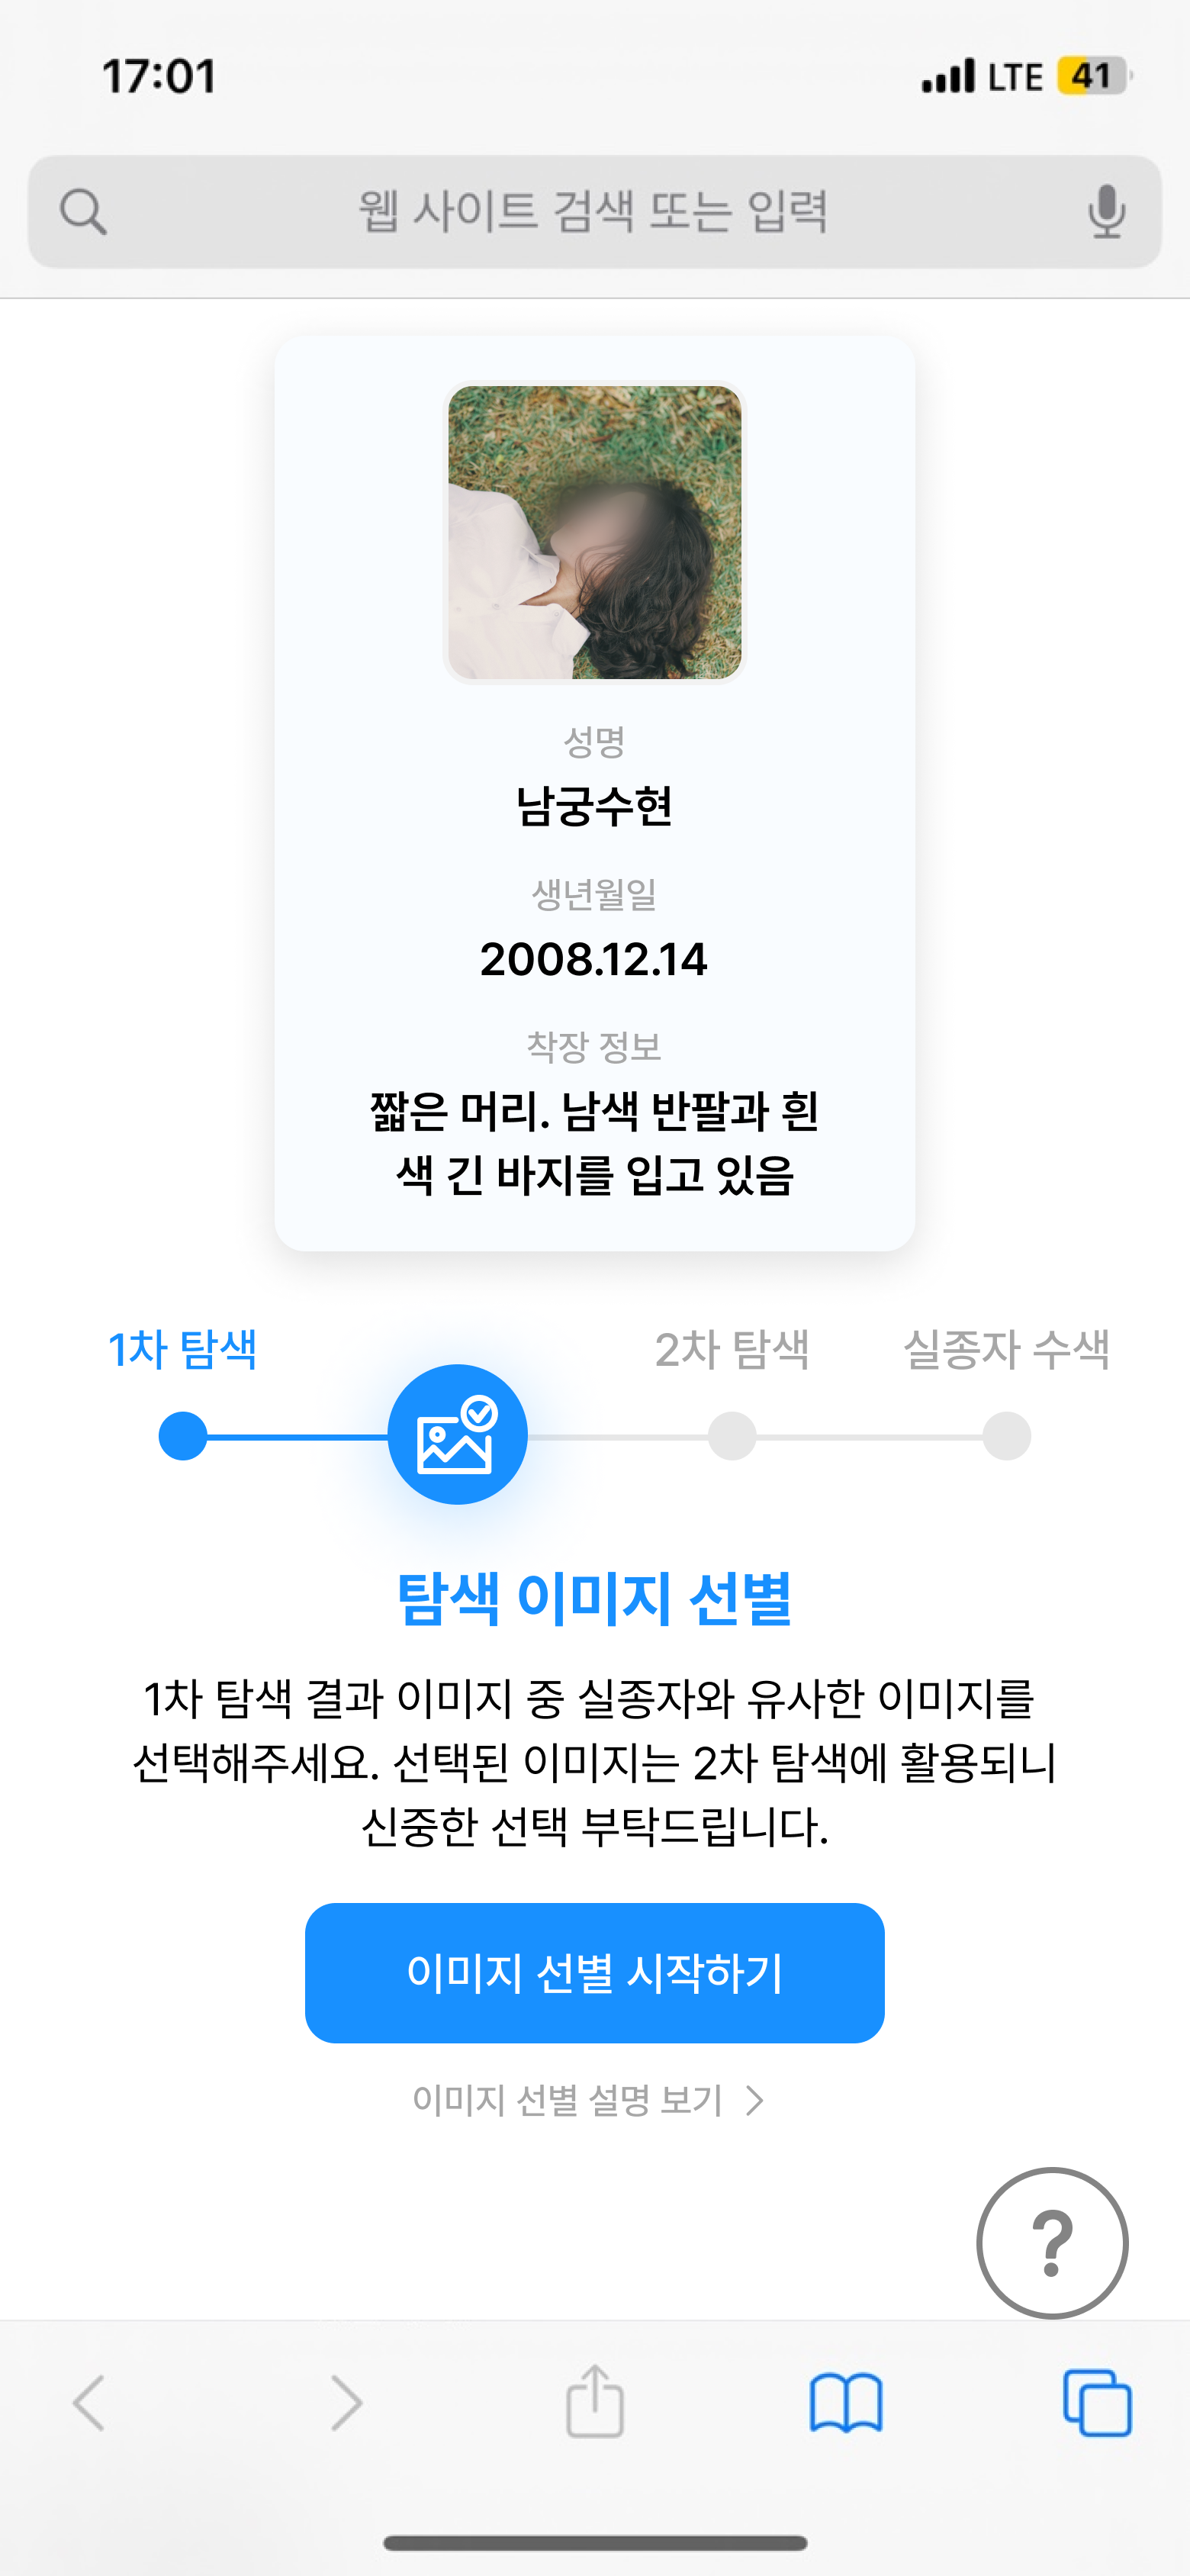 17:01
LTE 41
웹 사이트 검색 또는 입력
성명
남궁수현
생년월일
2008.12.14
착장 정보
짧은 머리. 남색 반팔과 흰
색 긴 바지를 입고 있음
1차 탐색
2차 탐색
실종자 수색
탐색 이미지 선별
1차 탐색 결과 이미지 중 실종자와 유사한 이미지를
선택해주세요. 선택된 이미지는 2차 탐색에 활용되니
신중한 선택 부탁드립니다.
이미지 선별 시작하기
이미지 선별 설명 보기
?